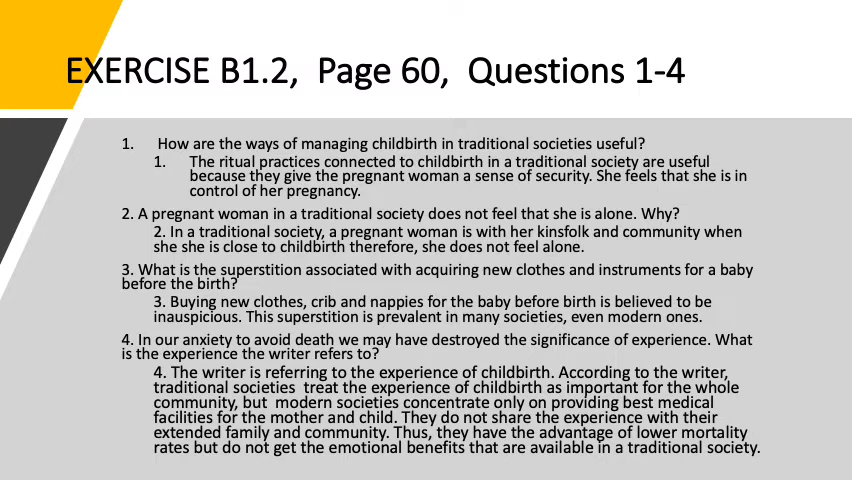 EXERCISE B1.2, Page 60, Questions 1-4
1. How are the ways of managing childbirth in traditional societies useful?
1. The ritual practices connected to childbirth in a traditional society are useful
because they give the pregnant woman a sense of security. She feels that she is in
control of her pregnancy.
2. A pregnant woman in a traditional society does not feel that she is alone. Why?
2. In a traditional society, a pregnant woman is with her kinsfolk and community when
she she is close to childbirth therefore, she does not feel alone.
3. What is the superstition associated with acquiring new clothes and instruments for a baby
before the birth?
3. Buying new clothes, crib and nappies for the baby before birth is believed to be
inauspicious. This superstition is prevalent in many societies, even modern ones.
4. In our anxiety to avoid death we may have destroyed the significance of experience. What
is the experience the writer refers to?
4. The writer is referring to the experience of childbirth. According to the writer,
traditional societies treat the experience of childbirth as important for the whole
community, but modern societies concentrate only on providing best medical
facilities for the mother and child. They do not share the experience with their
extended family and community. Thus, they have the advantage of lower mortality
rates but do not get the emotional benefits that are available in a traditional society.